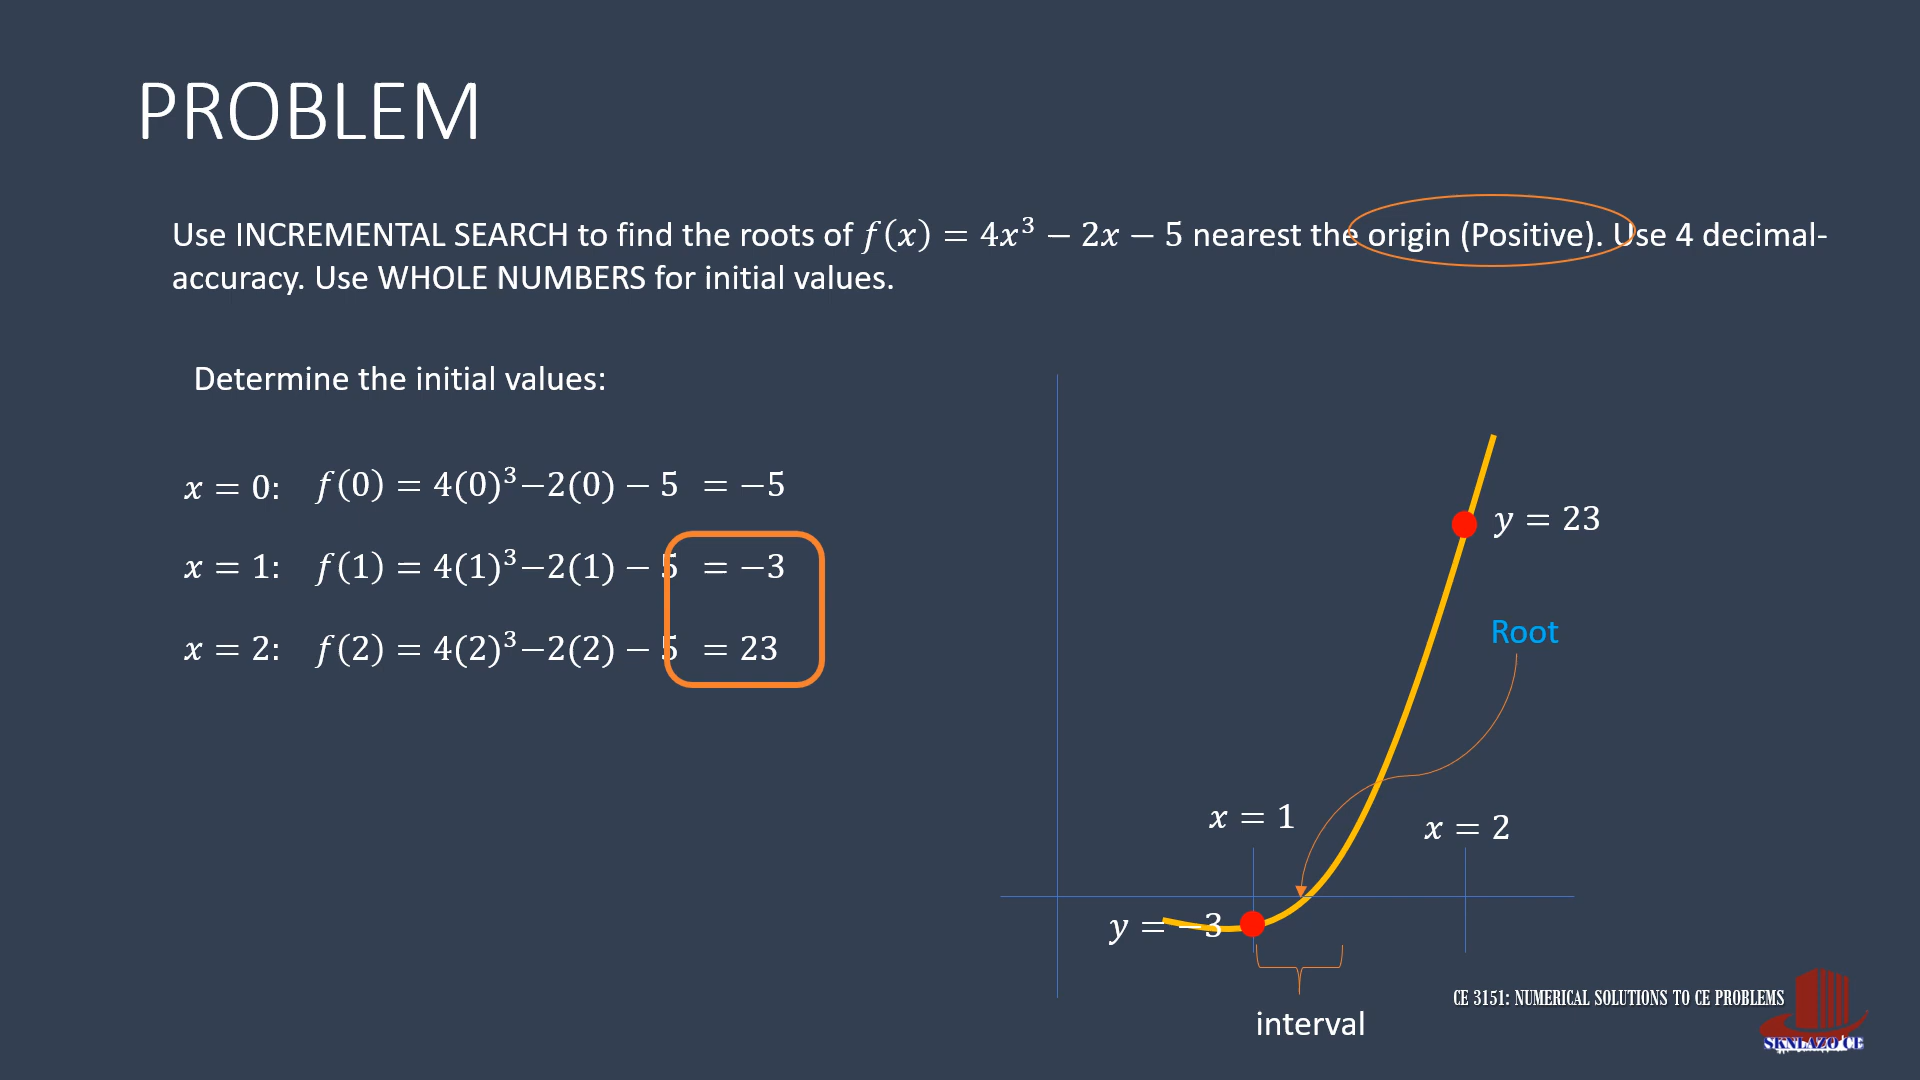 PROBLEM
Use INCREMENTAL SEARCH to find the roots of f(x) = 4x³ − 2x − 5 nearest the origin (Positive). Use 4 decimal-
accuracy. Use WHOLE NUMBERS for initial values.
Determine the initial values:
x = 0: f(0) = 4(0)³−2(0) − 5 = −5
x = 1: f(1) = 4(1)³−2(1) − 5 = −3
x = 2: f(2) = 4(2)³−2(2) − 5 = 23
y = 23
Root
x = 1
x = 2
y = −3
interval
CE 3151: NUMERICAL SOLUTIONS TO CE PROBLEMS
SKNLAZO CE